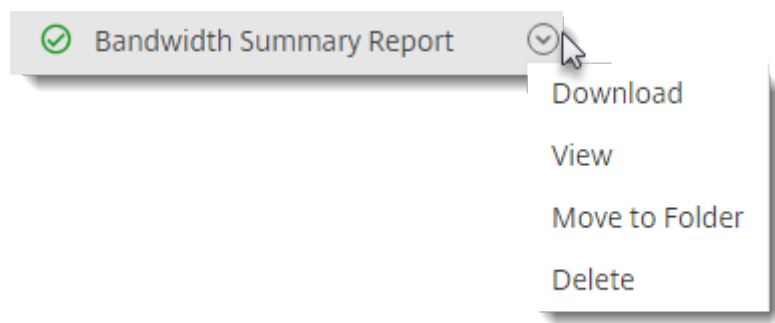 Bandwidth Summary Report
Download
View
Move to Folder
Delete